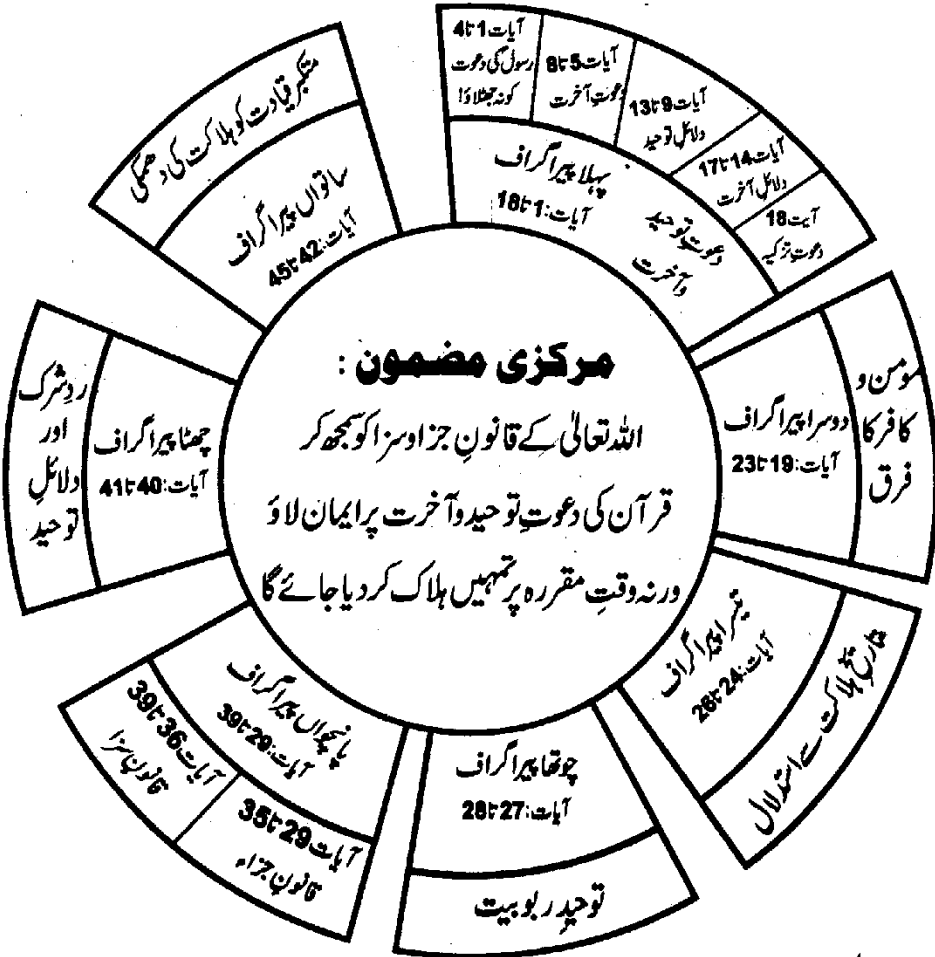 مرکزی مضمون :
اللہ تعالیٰ کے قانونِ جزا وسزا کو سمجھ کر
قرآن کی دعوتِ توحید وآخرت پر ایمان لاؤ
ورنہ وقتِ مقررہ پر تمہیں ہلاک کر دیا جائے گا
پہلا پیراگراف
آیات:1 تا 18
دعوتِ توحید
وآخرت
آیات 1 تا 4
رسولؐ کی دعوت
کو نہ جھٹلاؤ!
آیات 5 تا 8
دعوتِ آخرت
آیات 9 تا 13
دلائلِ توحید
آیات 14 تا 17
دلائلِ آخرت
آیت 18
دعوتِ تزکیہ
دوسرا پیراگراف
آیات:19 تا 23
مومن و
کافر کا
فرق
تیسرا پیراگراف
آیات:24 تا 26
تاریخِ ہلاکت سے استدلال
چوتھا پیراگراف
آیات:27 تا 28
توحیدِ ربوبیت
پانچواں پیراگراف
آیات:29 تا 39
آیات 29 تا 35
قانونِ جزاء
آیات 36 تا 39
قانونِ سزا
چھٹا پیراگراف
آیات:40 تا 41
ردِ شرک
اور
دلائلِ
توحید
ساتواں پیراگراف
آیات:42 تا 45
متکبر قیادت کو ہلاکت کی دھمکی